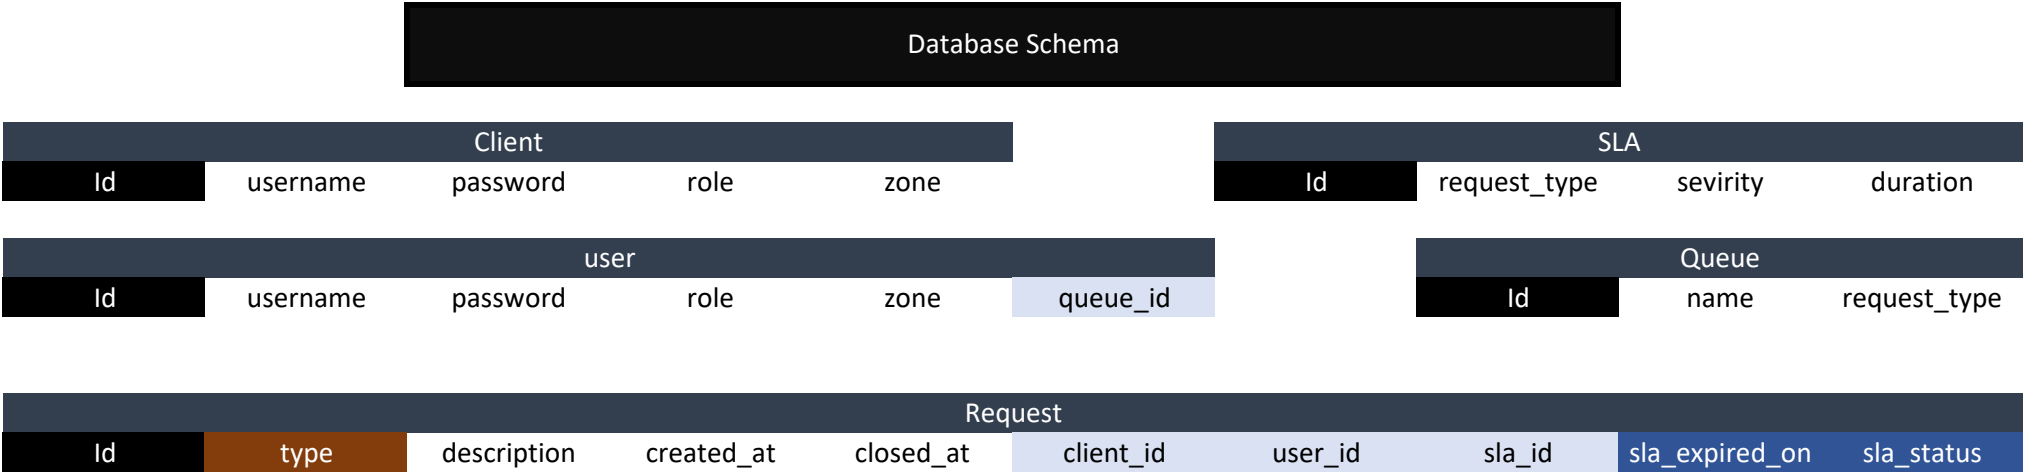 Database Schema
Client
Id username password role zone
SLA
Id request_type sevirity duration
user
Id username password role zone queue_id
Queue
Id name request_type
Request
Id type description created_at closed_at client_id user_id sla_id sla_expired_on sla_status